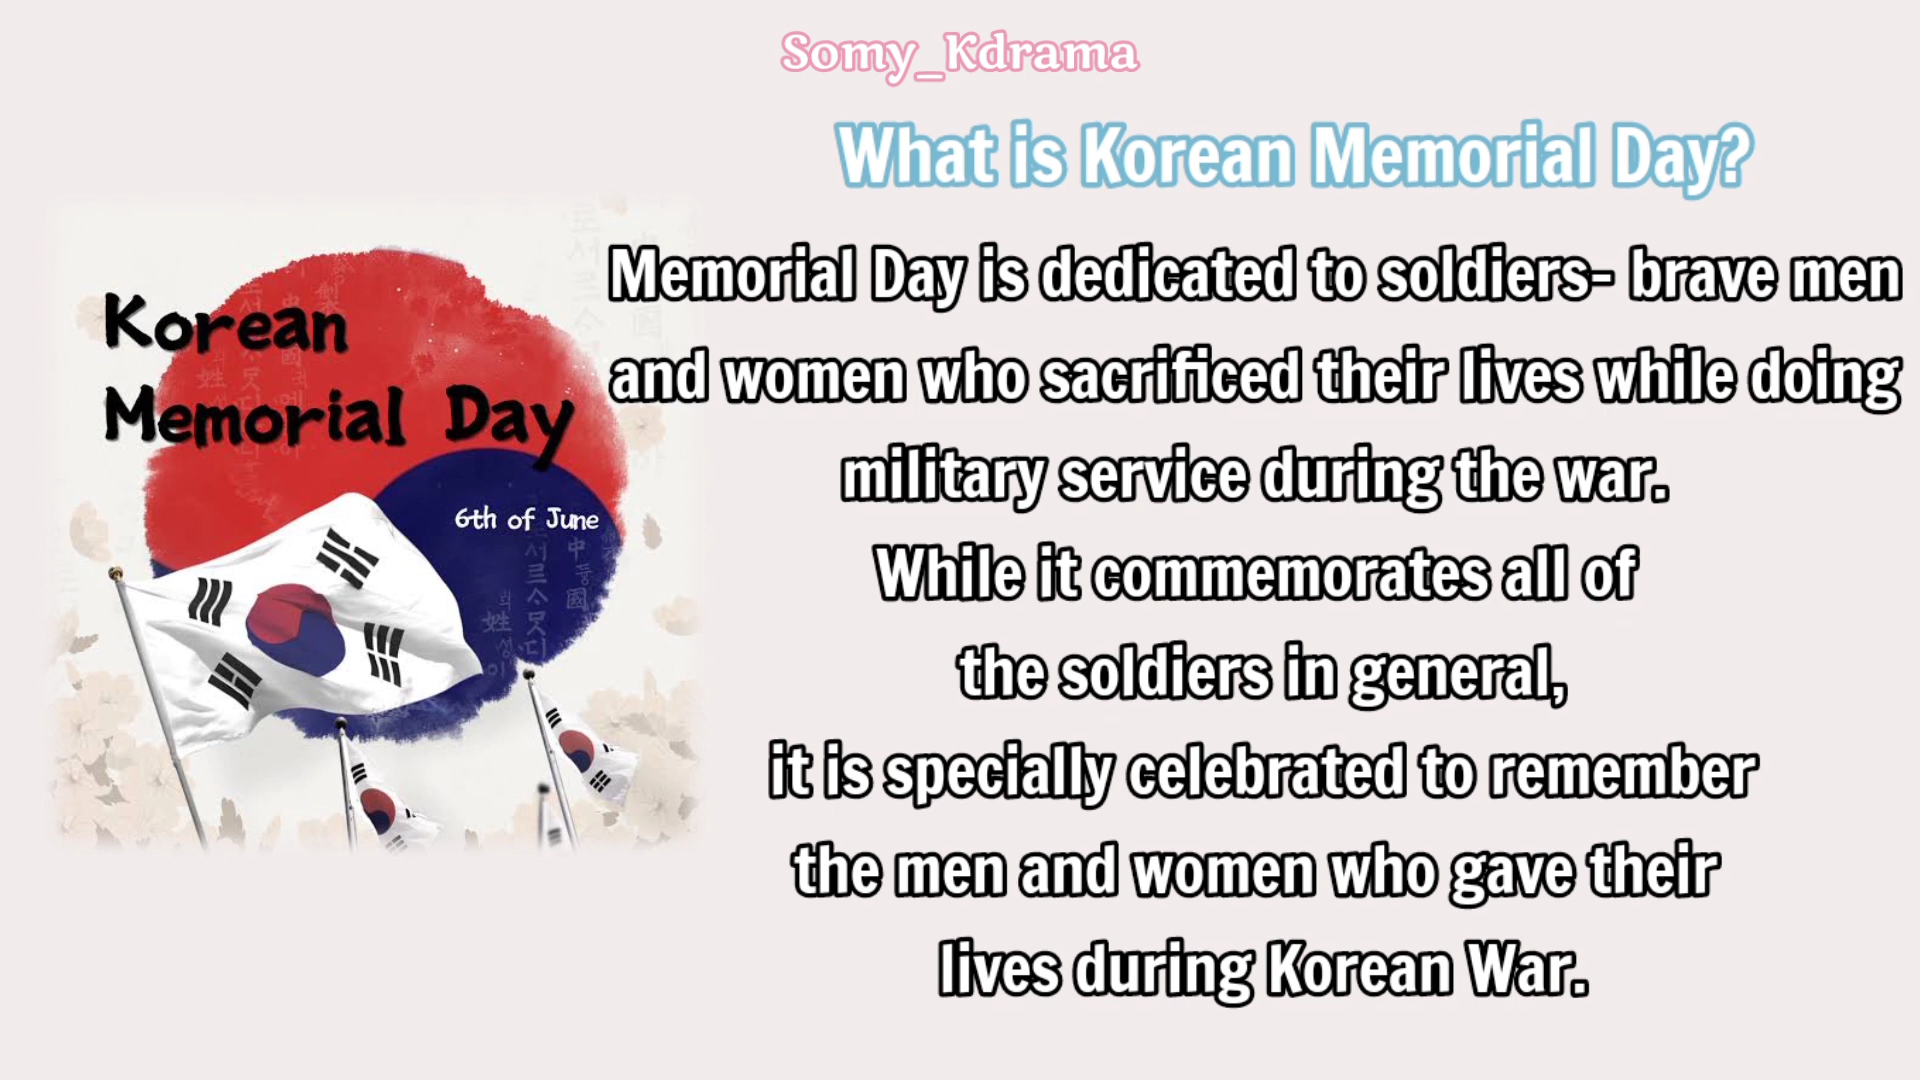 Somy_Kdrama
What is Korean Memorial Day?
Korean
Memorial Day
6th of June
Memorial Day is dedicated to soldiers- brave men
and women who sacrificed their lives while doing
military service during the war.
While it commemorates all of
the soldiers in general,
it is specially celebrated to remember
the men and women who gave their
lives during Korean War.